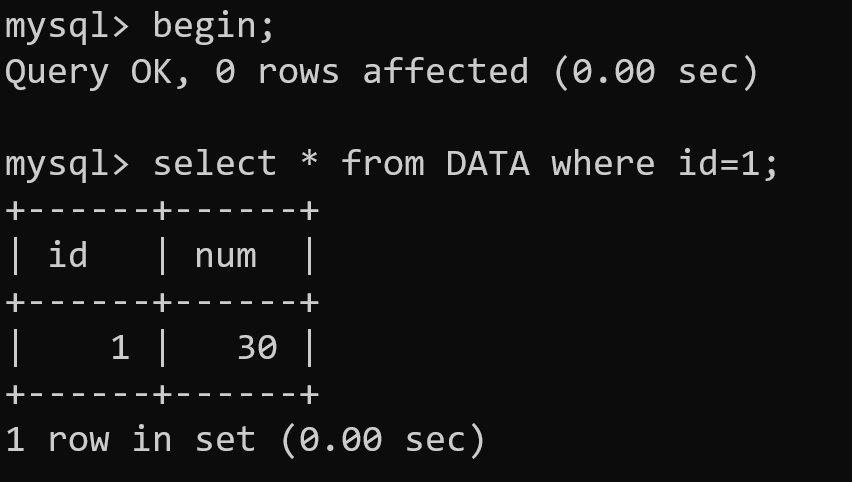 mysql> begin;
Query OK, 0 rows affected (0.00 sec)
mysql> select * from DATA where id=1;
+------+------+
| id   | num  |
+------+------+
|    1 |   30 |
+------+------+
1 row in set (0.00 sec)